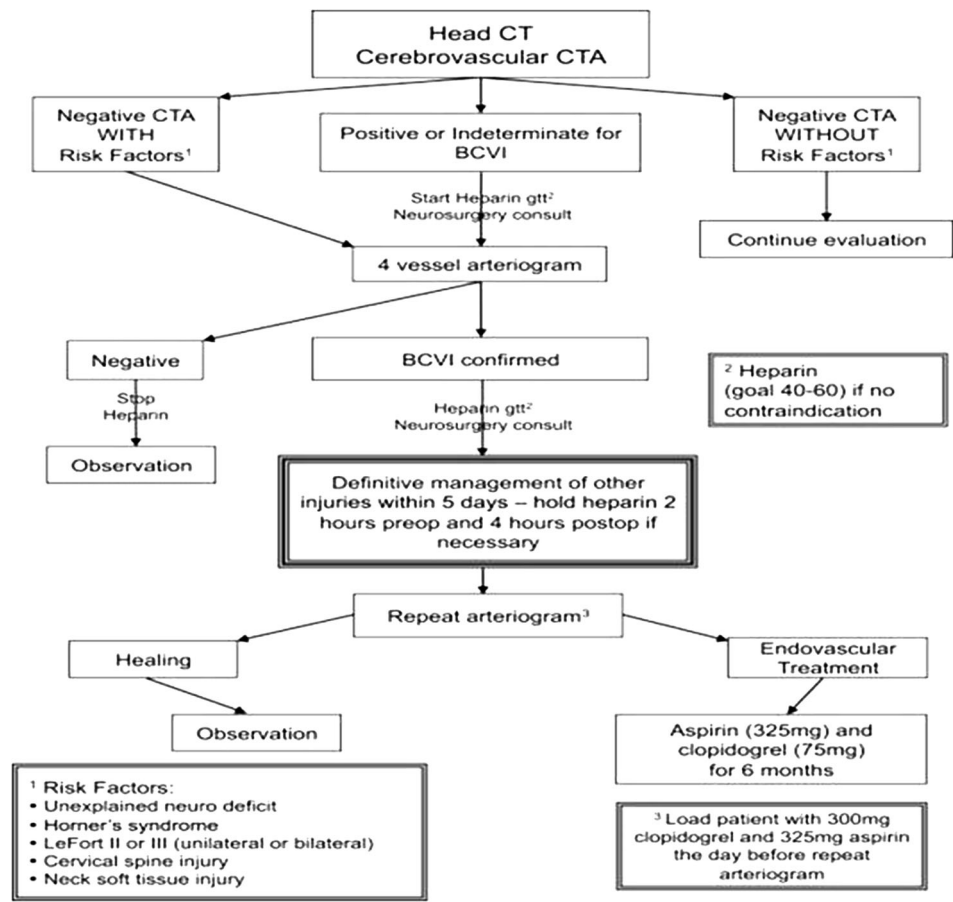 Head CT
Cerebrovascular CTA
Negative CTA
WITH
Risk Factors¹
Positive or Indeterminate for
BCVI
Negative CTA
WITHOUT
Risk Factors¹
Start Heparin gtt²
Neurosurgery consult
Continue evaluation
4 vessel arteriogram
Negative
BCVI confirmed
² Heparin
(goal 40-60) if no
contraindication
Stop
Heparin
Heparin gtt²
Neurosurgery consult
Observation
Definitive management of other
injuries within 5 days – hold heparin 2
hours preop and 4 hours postop if
necessary
Repeat arteriogram³
Healing
Endovascular
Treatment
Observation
Aspirin (325mg) and
clopidogrel (75mg)
for 6 months
¹ Risk Factors:
• Unexplained neuro deficit
• Horner's syndrome
• LeFort II or III (unilateral or bilateral)
• Cervical spine injury
• Neck soft tissue injury
³ Load patient with 300mg
clopidogrel and 325mg aspirin
the day before repeat
arteriogram